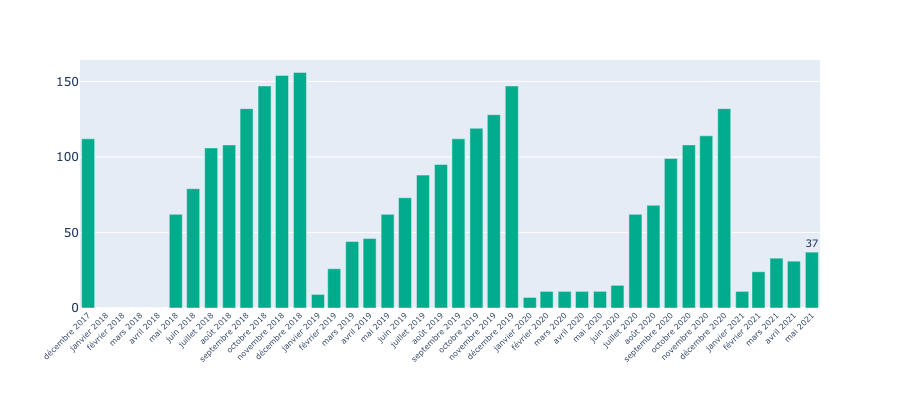 150
100
50
0
37
décembre 2017
janvier 2018
février 2018
mars 2018
avril 2018
mai 2018
juin 2018
juillet 2018
août 2018
septembre 2018
octobre 2018
novembre 2018
décembre 2018
janvier 2019
février 2019
mars 2019
avril 2019
mai 2019
juin 2019
juillet 2019
août 2019
septembre 2019
octobre 2019
novembre 2019
décembre 2019
janvier 2020
février 2020
mars 2020
avril 2020
mai 2020
juin 2020
juillet 2020
août 2020
septembre 2020
octobre 2020
novembre 2020
décembre 2020
janvier 2021
février 2021
mars 2021
avril 2021
mai 2021